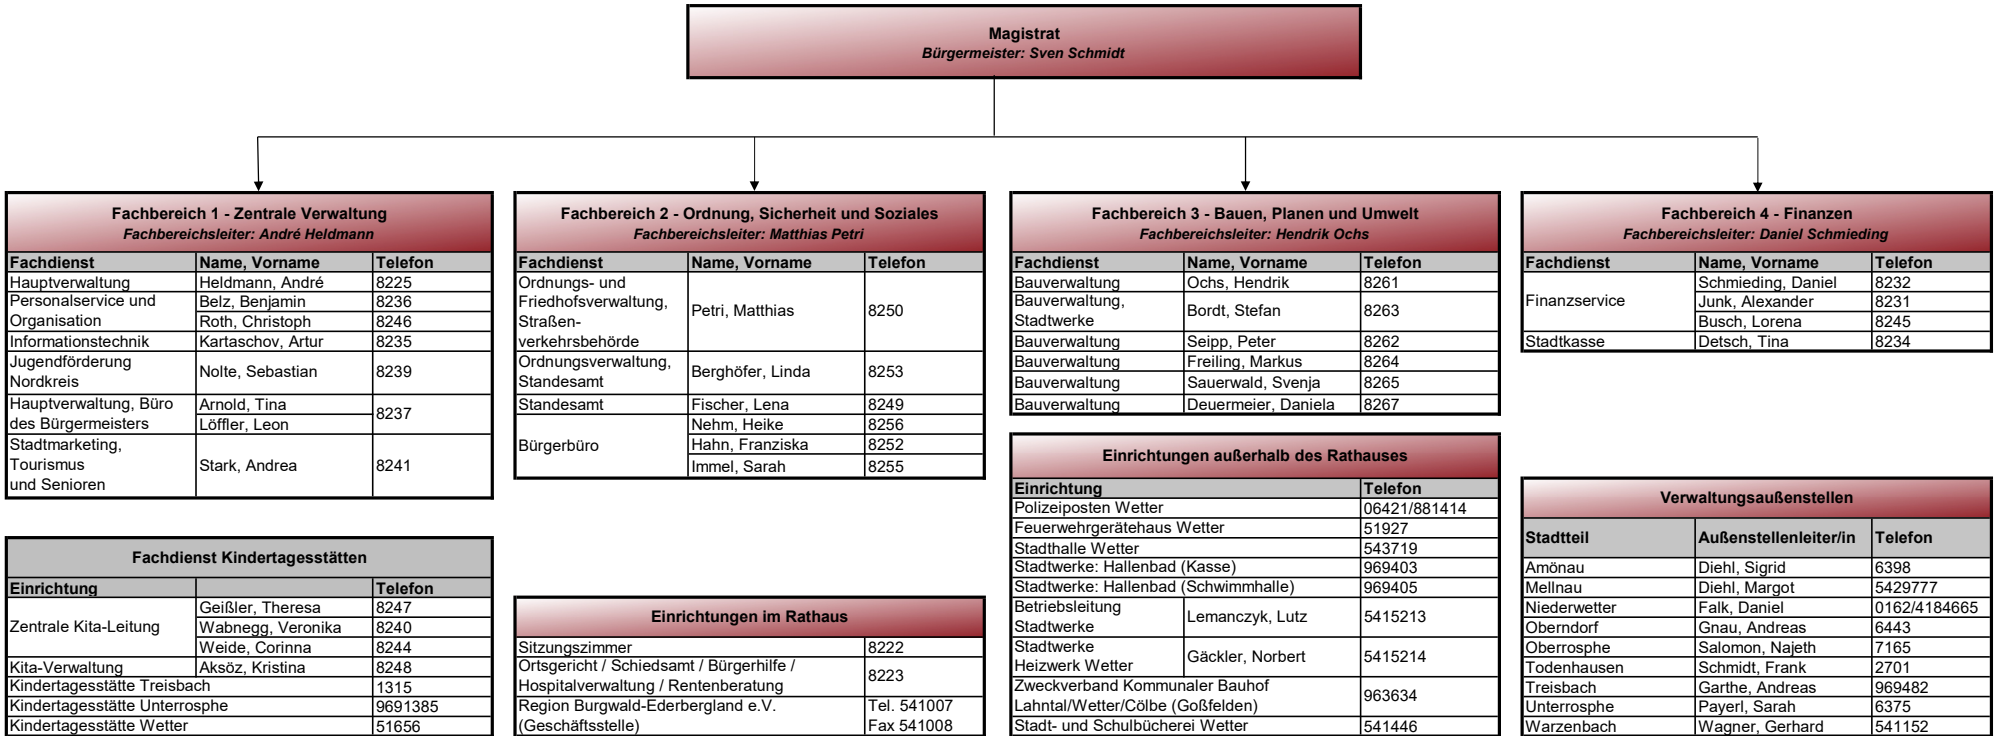 Magistrat
Bürgermeister: Sven Schmidt
Fachbereich 1 - Zentrale Verwaltung
Fachbereichsleiter: André Heldmann
Fachdienst Name, Vorname Telefon
Hauptverwaltung Heldmann, André 8225
Personalservice und Organisation Belz, Benjamin 8236
Roth, Christoph 8246
Informationstechnik Kartaschov, Artur 8235
Jugendförderung
Nordkreis Nolte, Sebastian 8239
Hauptverwaltung, Büro des Bürgermeisters Arnold, Tina 8237
Löffler, Leon
Stadtmarketing,
Tourismus
und Senioren Stark, Andrea 8241
Fachdienst Kindertagesstätten
Einrichtung Telefon
Zentrale Kita-Leitung Geißler, Theresa 8247
Wabnegg, Veronika 8240
Weide, Corinna 8244
Kita-Verwaltung Aksöz, Kristina 8248
Kindertagesstätte Treisbach 1315
Kindertagesstätte Unterrosphe 9691385
Kindertagesstätte Wetter 51656
Fachbereich 2 - Ordnung, Sicherheit und Soziales
Fachbereichsleiter: Matthias Petri
Fachdienst Name, Vorname Telefon
Ordnungs- und
Friedhofsverwaltung,
Straßen-
verkehrsbehörde Petri, Matthias 8250
Ordnungsverwaltung,
Standesamt Berghöfer, Linda 8253
Standesamt Fischer, Lena 8249
Bürgerbüro Nehm, Heike 8256
Hahn, Franziska 8252
Immel, Sarah 8255
Einrichtungen im Rathaus
Sitzungszimmer 8222
Ortsgericht / Schiedsamt / Bürgerhilfe /
Hospitalverwaltung / Rentenberatung 8223
Region Burgwald-Ederbergland e.V. Tel. 541007
(Geschäftsstelle) Fax 541008
Fachbereich 3 - Bauen, Planen und Umwelt
Fachbereichsleiter: Hendrik Ochs
Fachdienst Name, Vorname Telefon
Bauverwaltung Ochs, Hendrik 8261
Bauverwaltung,
Stadtwerke Bordt, Stefan 8263
Bauverwaltung Seipp, Peter 8262
Bauverwaltung Freiling, Markus 8264
Bauverwaltung Sauerwald, Svenja 8265
Bauverwaltung Deuermeier, Daniela 8267
Einrichtungen außerhalb des Rathauses
Einrichtung Telefon
Polizeiposten Wetter 06421/881414
Feuerwehrgerätehaus Wetter 51927
Stadthalle Wetter 543719
Stadtwerke: Hallenbad (Kasse) 969403
Stadtwerke: Hallenbad (Schwimmhalle) 969405
Betriebsleitung
Stadtwerke Lemanczyk, Lutz 5415213
Stadtwerke
Heizwerk Wetter Gäckler, Norbert 5415214
Zweckverband Kommunaler Bauhof
Lahntal/Wetter/Cölbe (Goßfelden) 963634
Stadt- und Schulbücherei Wetter 541446
Fachbereich 4 - Finanzen
Fachbereichsleiter: Daniel Schmieding
Fachdienst Name, Vorname Telefon
Finanzservice Schmieding, Daniel 8232
Junk, Alexander 8231
Busch, Lorena 8245
Stadtkasse Detsch, Tina 8234
Verwaltungsaußenstellen
Stadtteil Außenstellenleiter/in Telefon
Amönau Diehl, Sigrid 6398
Mellnau Diehl, Margot 5429777
Niederwetter Falk, Daniel 0162/4184665
Oberndorf Gnau, Andreas 6443
Oberrosphe Salomon, Najeth 7165
Todenhausen Schmidt, Frank 2701
Treisbach Garthe, Andreas 969482
Unterrosphe Payerl, Sarah 6375
Warzenbach Wagner, Gerhard 541152